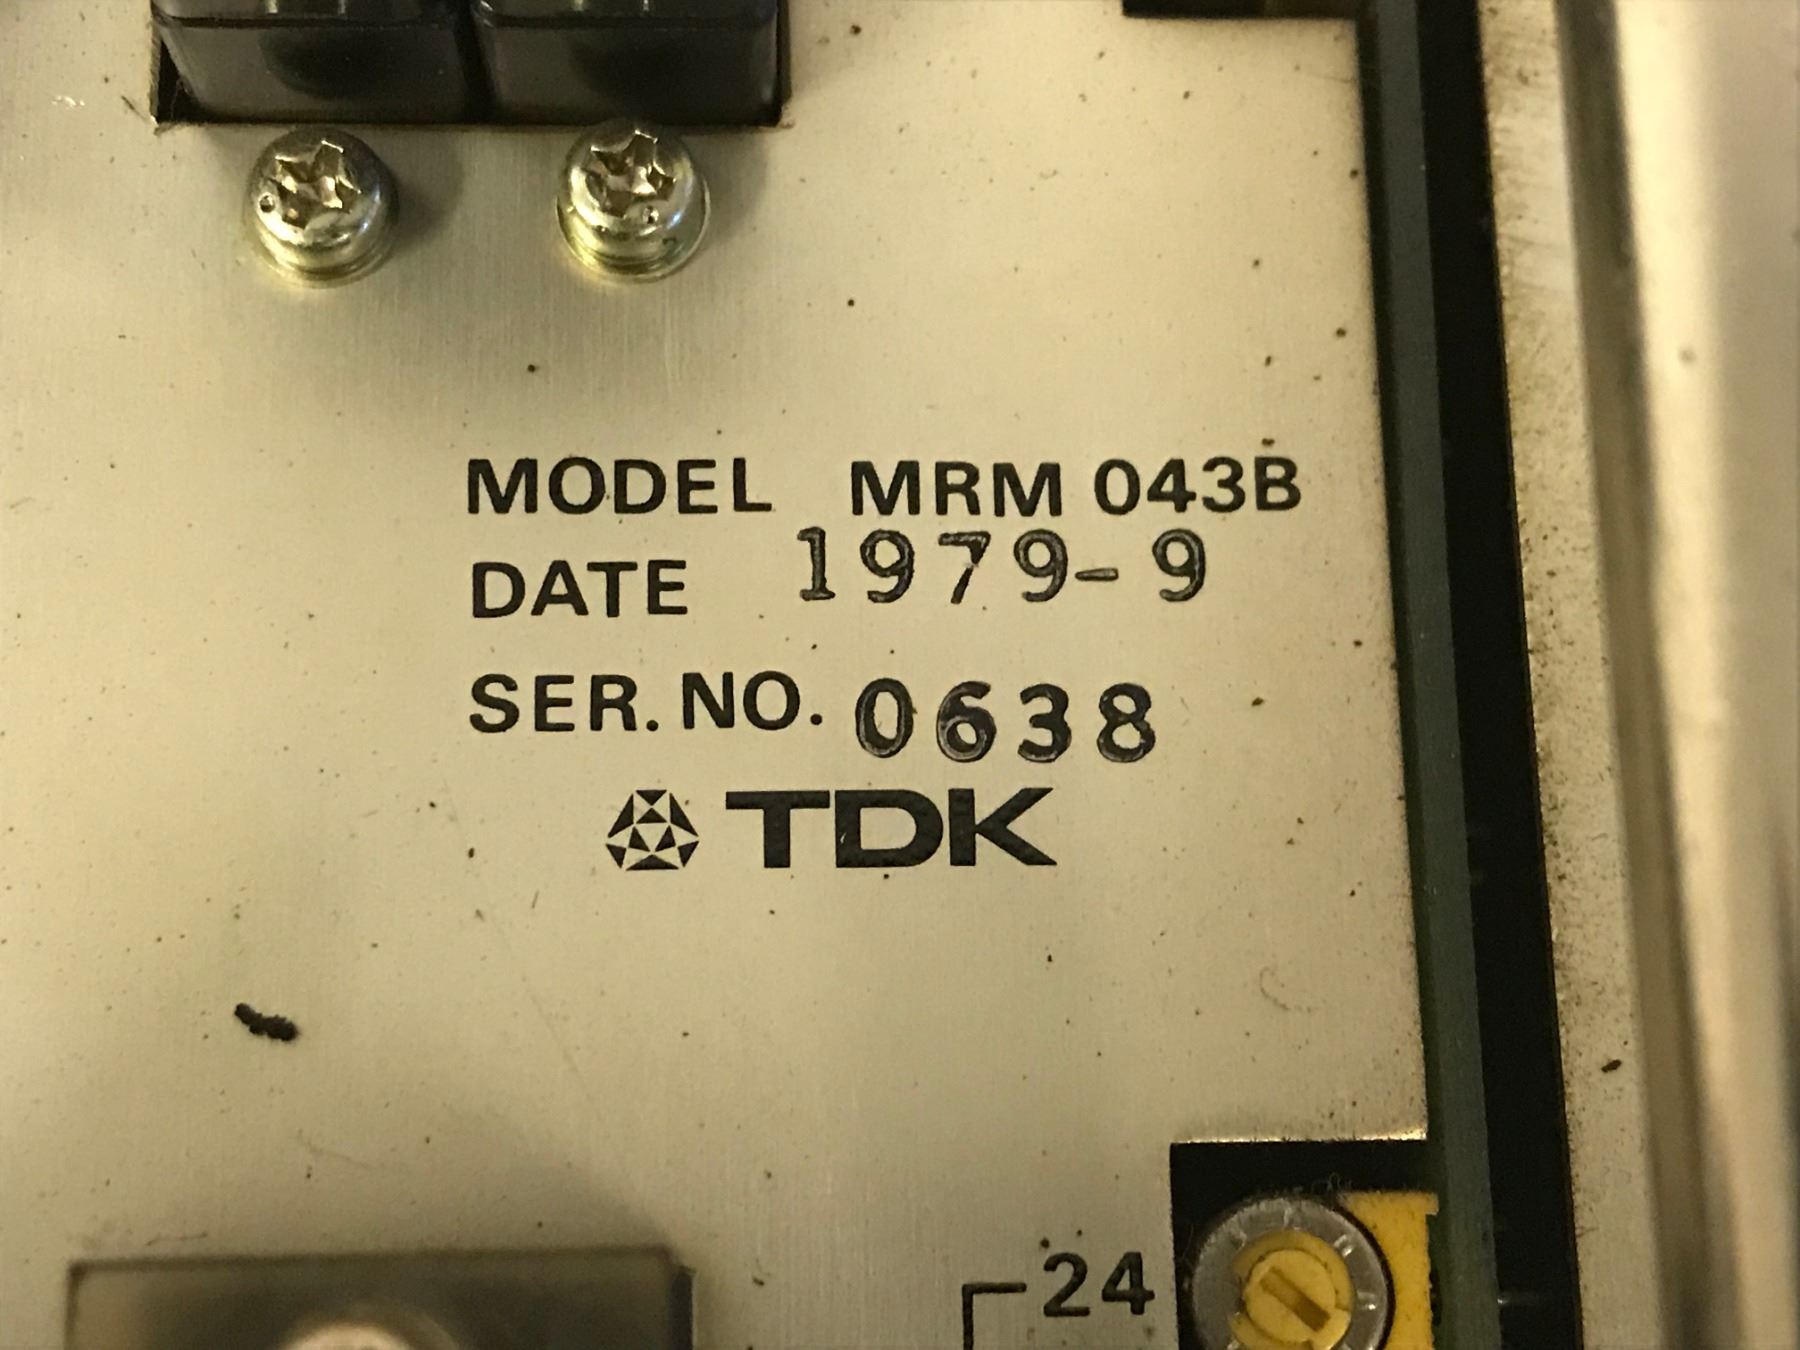 MODEL MRM 043B
DATE 1979-9
SER. NO. 0638
TDK
24